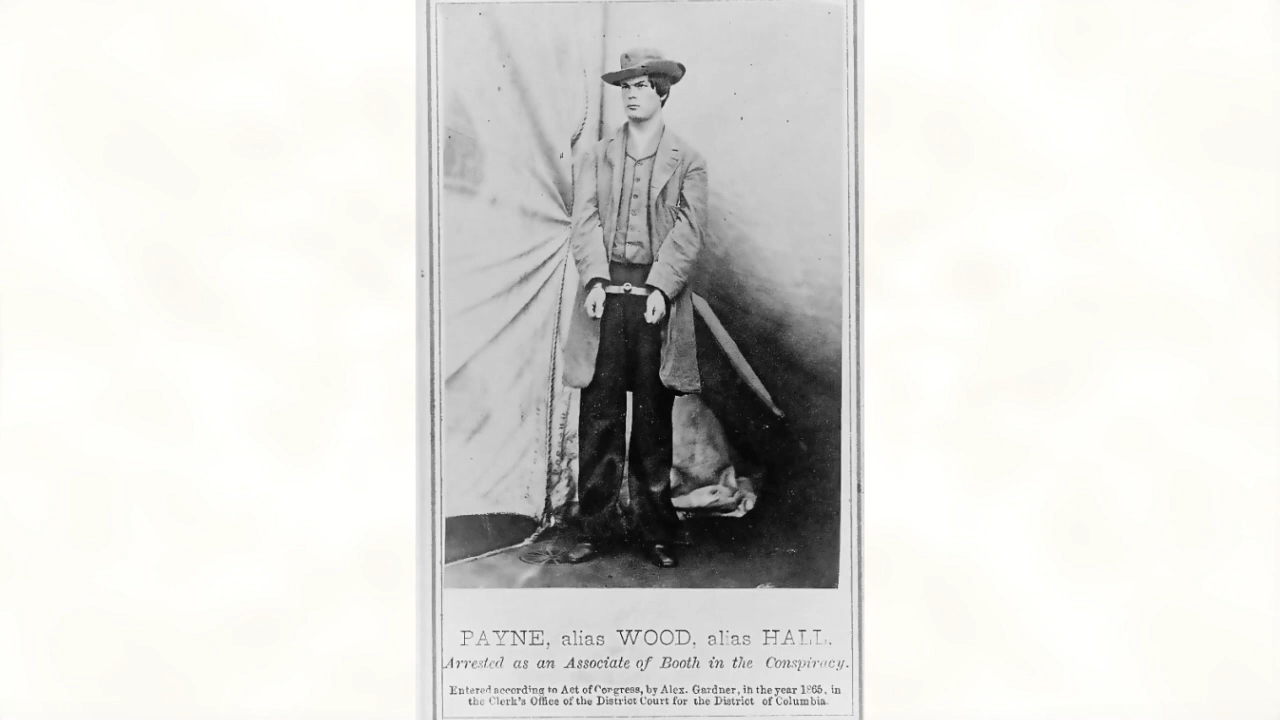 PAYNE, alias WOOD, alias HALL.
Arrested as an Associate of Booth in the Conspiracy.
Entered according to Act of Congress, by Alex. Gardner, in the year 1865, in
the Clerk's Office of the District Court for the District of Columbia.